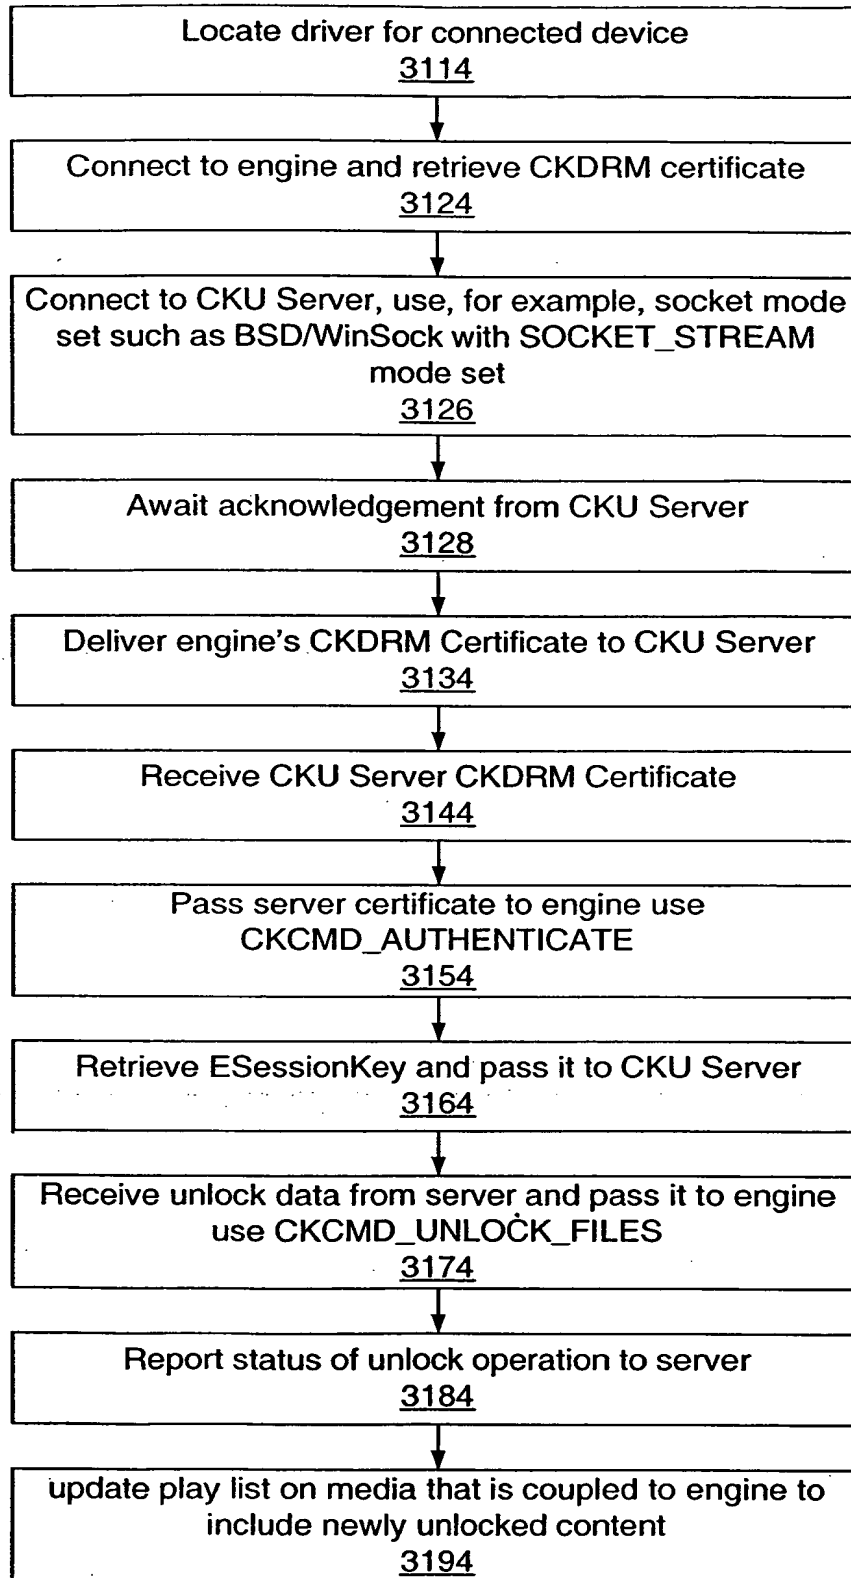 Locate driver for connected device
3114
Connect to engine and retrieve CKDRM certificate
3124
Connect to CKU Server, use, for example, socket mode
set such as BSD/WinSock with SOCKET_STREAM
mode set
3126
Await acknowledgement from CKU Server
3128
Deliver engine's CKDRM Certificate to CKU Server
3134
Receive CKU Server CKDRM Certificate
3144
Pass server certificate to engine use
CKCMD_AUTHENTICATE
3154
Retrieve ESessionKey and pass it to CKU Server
3164
Receive unlock data from server and pass it to engine
use CKCMD_UNLOCK_FILES
3174
Report status of unlock operation to server
3184
update play list on media that is coupled to engine to
include newly unlocked content
3194